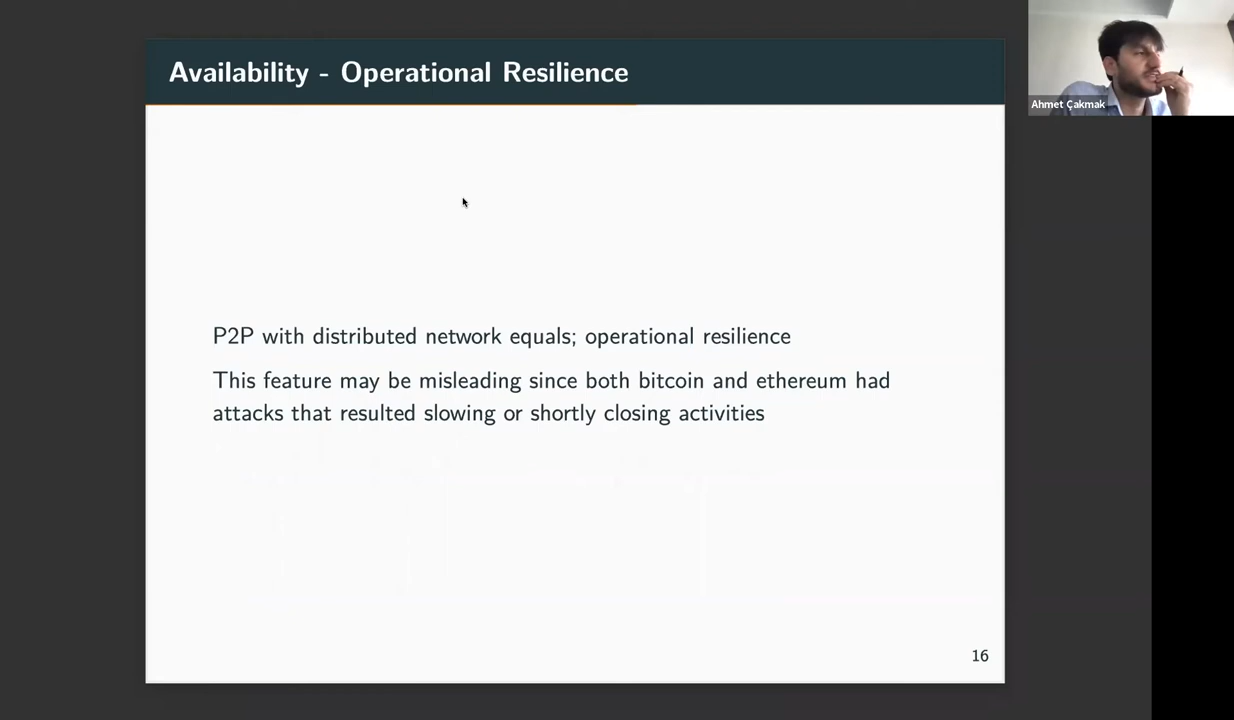 Availability - Operational Resilience
Ahmet Çakmak
P2P with distributed network equals; operational resilience
This feature may be misleading since both bitcoin and ethereum had
attacks that resulted slowing or shortly closing activities
16